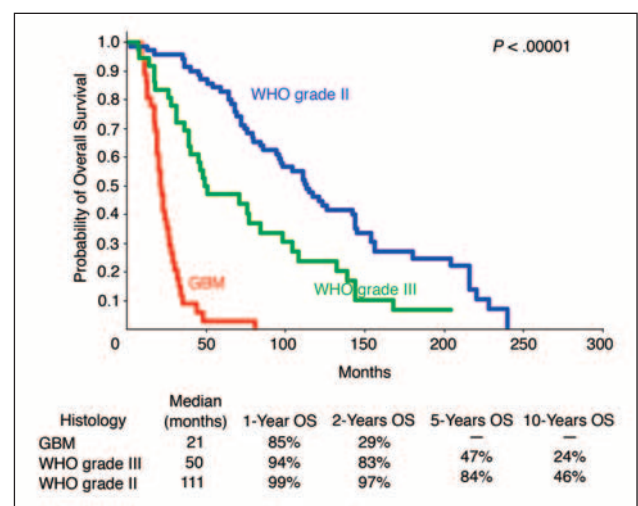 P < .00001
1.0
0.9
0.8
0.7
0.6
0.5
0.4
0.3
0.2
0.1
Probability of Overall Survival
WHO grade II
WHO grade III
GBM
0 50 100 150 200 250 300
Months
Histology Median (months) 1-Year OS 2-Years OS 5-Years OS 10-Years OS
GBM 21 85% 29% — —
WHO grade III 50 94% 83% 47% 24%
WHO grade II 111 99% 97% 84% 46%